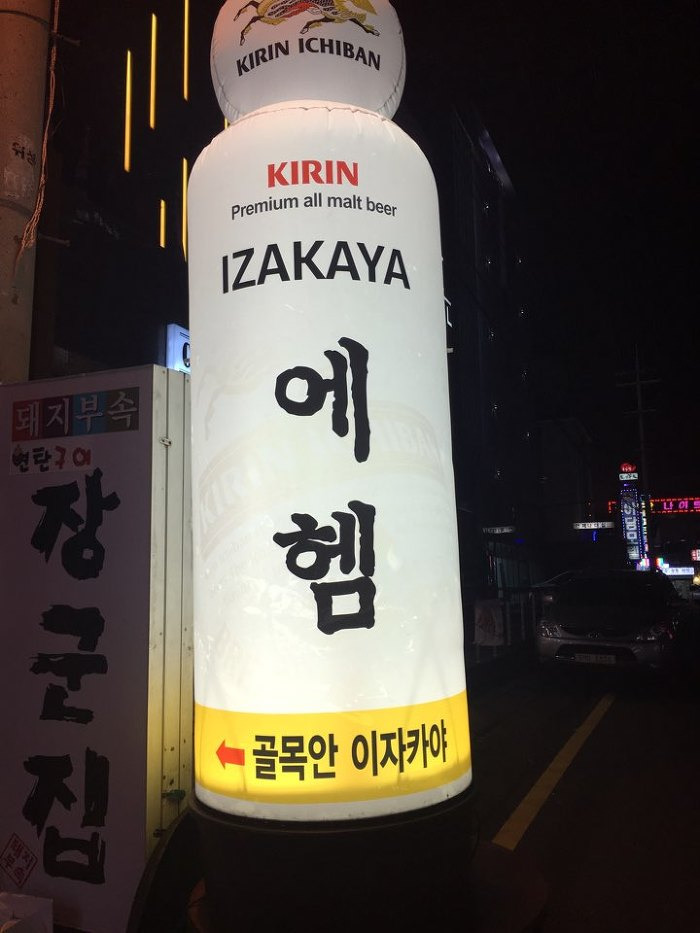 KIRIN ICHIBAN
KIRIN
Premium all malt beer
IZAKAYA
에
헴
골목안 이자카야
돼지부속
연탄구이
장
군
집